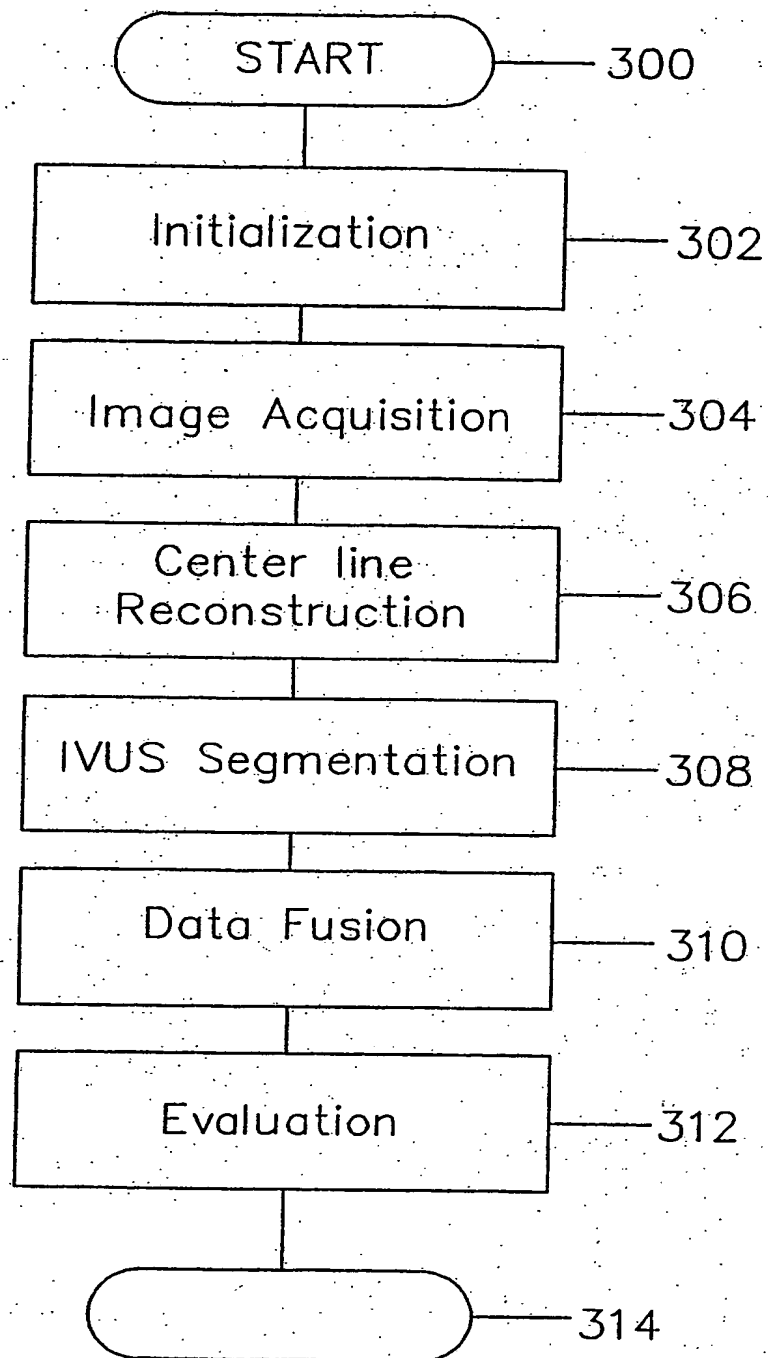 START
300
Initialization
302
Image Acquisition
304
Center line
Reconstruction
306
IVUS Segmentation
308
Data Fusion
310
Evaluation
312
314